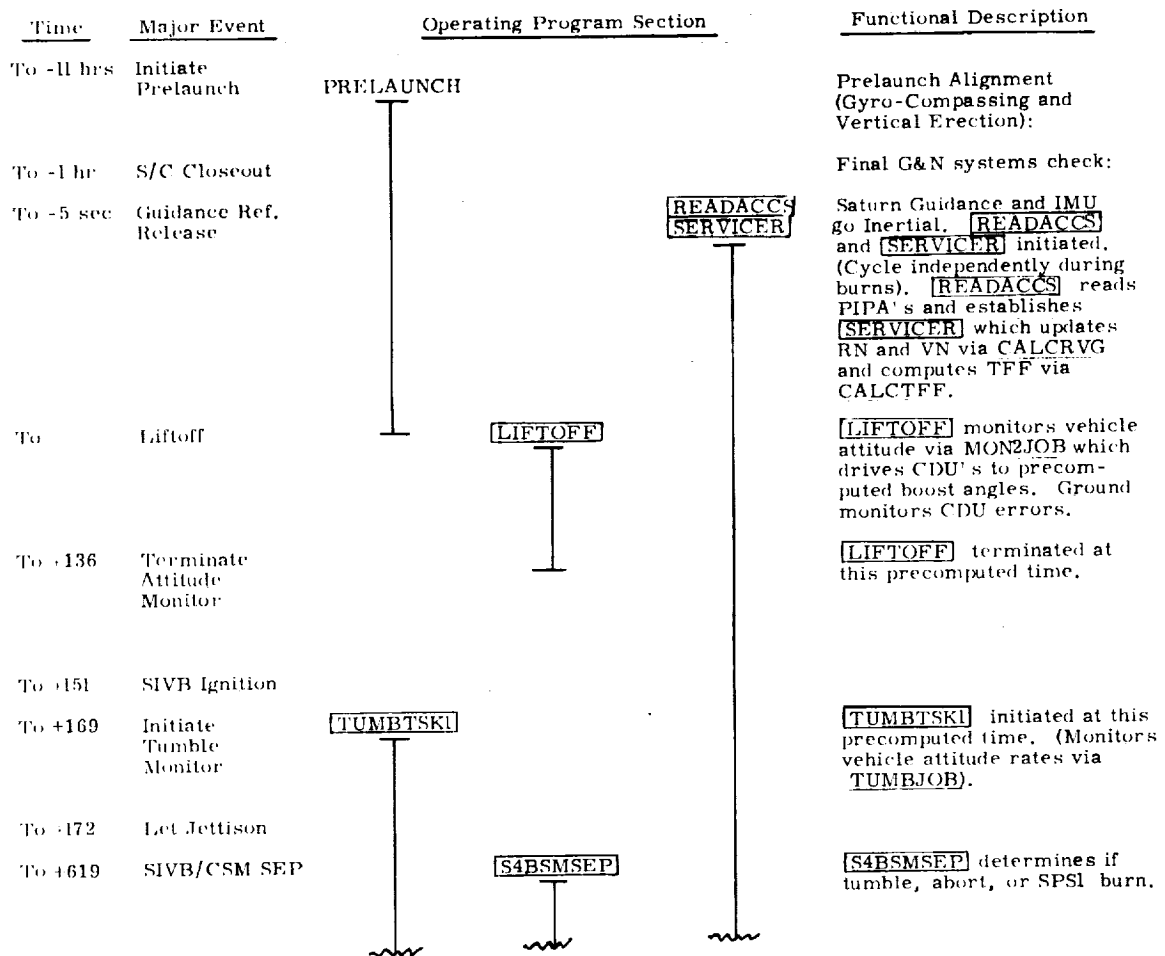 Time Major Event Operating Program Section Functional Description
To -11 hrs Initiate Prelaunch
PRELAUNCH
Prelaunch Alignment
(Gyro-Compassing and
Vertical Erection):
To -1 hr S/C Closeout
Final G&N systems check:
To -5 sec Guidance Ref.
Release
READACCS
SERVICER
Saturn Guidance and IMU
go Inertial. READACCS
and SERVICER initiated.
(Cycle independently during
burns). READACCS reads
PIPA's and establishes
SERVICER which updates
RN and VN via CALCRVG
and computes TFF via
CALCTFF.
To Liftoff
LIFTOFF
LIFTOFF monitors vehicle
attitude via MON2JOB which
drives CDU's to precom-
puted boost angles. Ground
monitors CDU errors.
To +136 Terminate
Attitude
Monitor
LIFTOFF terminated at
this precomputed time.
To +151 SIVB Ignition
To +169 Initiate
Tumble
Monitor
TUMBTSK1
TUMBTSK1 initiated at this
precomputed time. (Monitors
vehicle attitude rates via
TUMBJOB).
To +172 Let Jettison
To +619 SIVB/CSM SEP
S4BSMSEP
S4BSMSEP determines if
tumble, abort, or SPS1 burn.